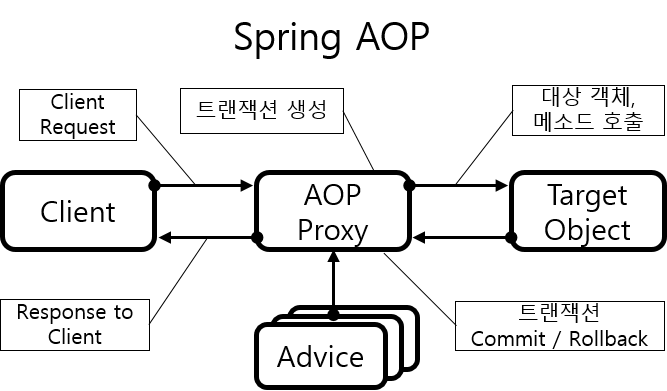 Spring AOP
Client
Request
트랜잭션 생성
대상 객체,
메소드 호출
Client
AOP
Proxy
Target
Object
Response to
Client
Advice
트랜잭션
Commit / Rollback